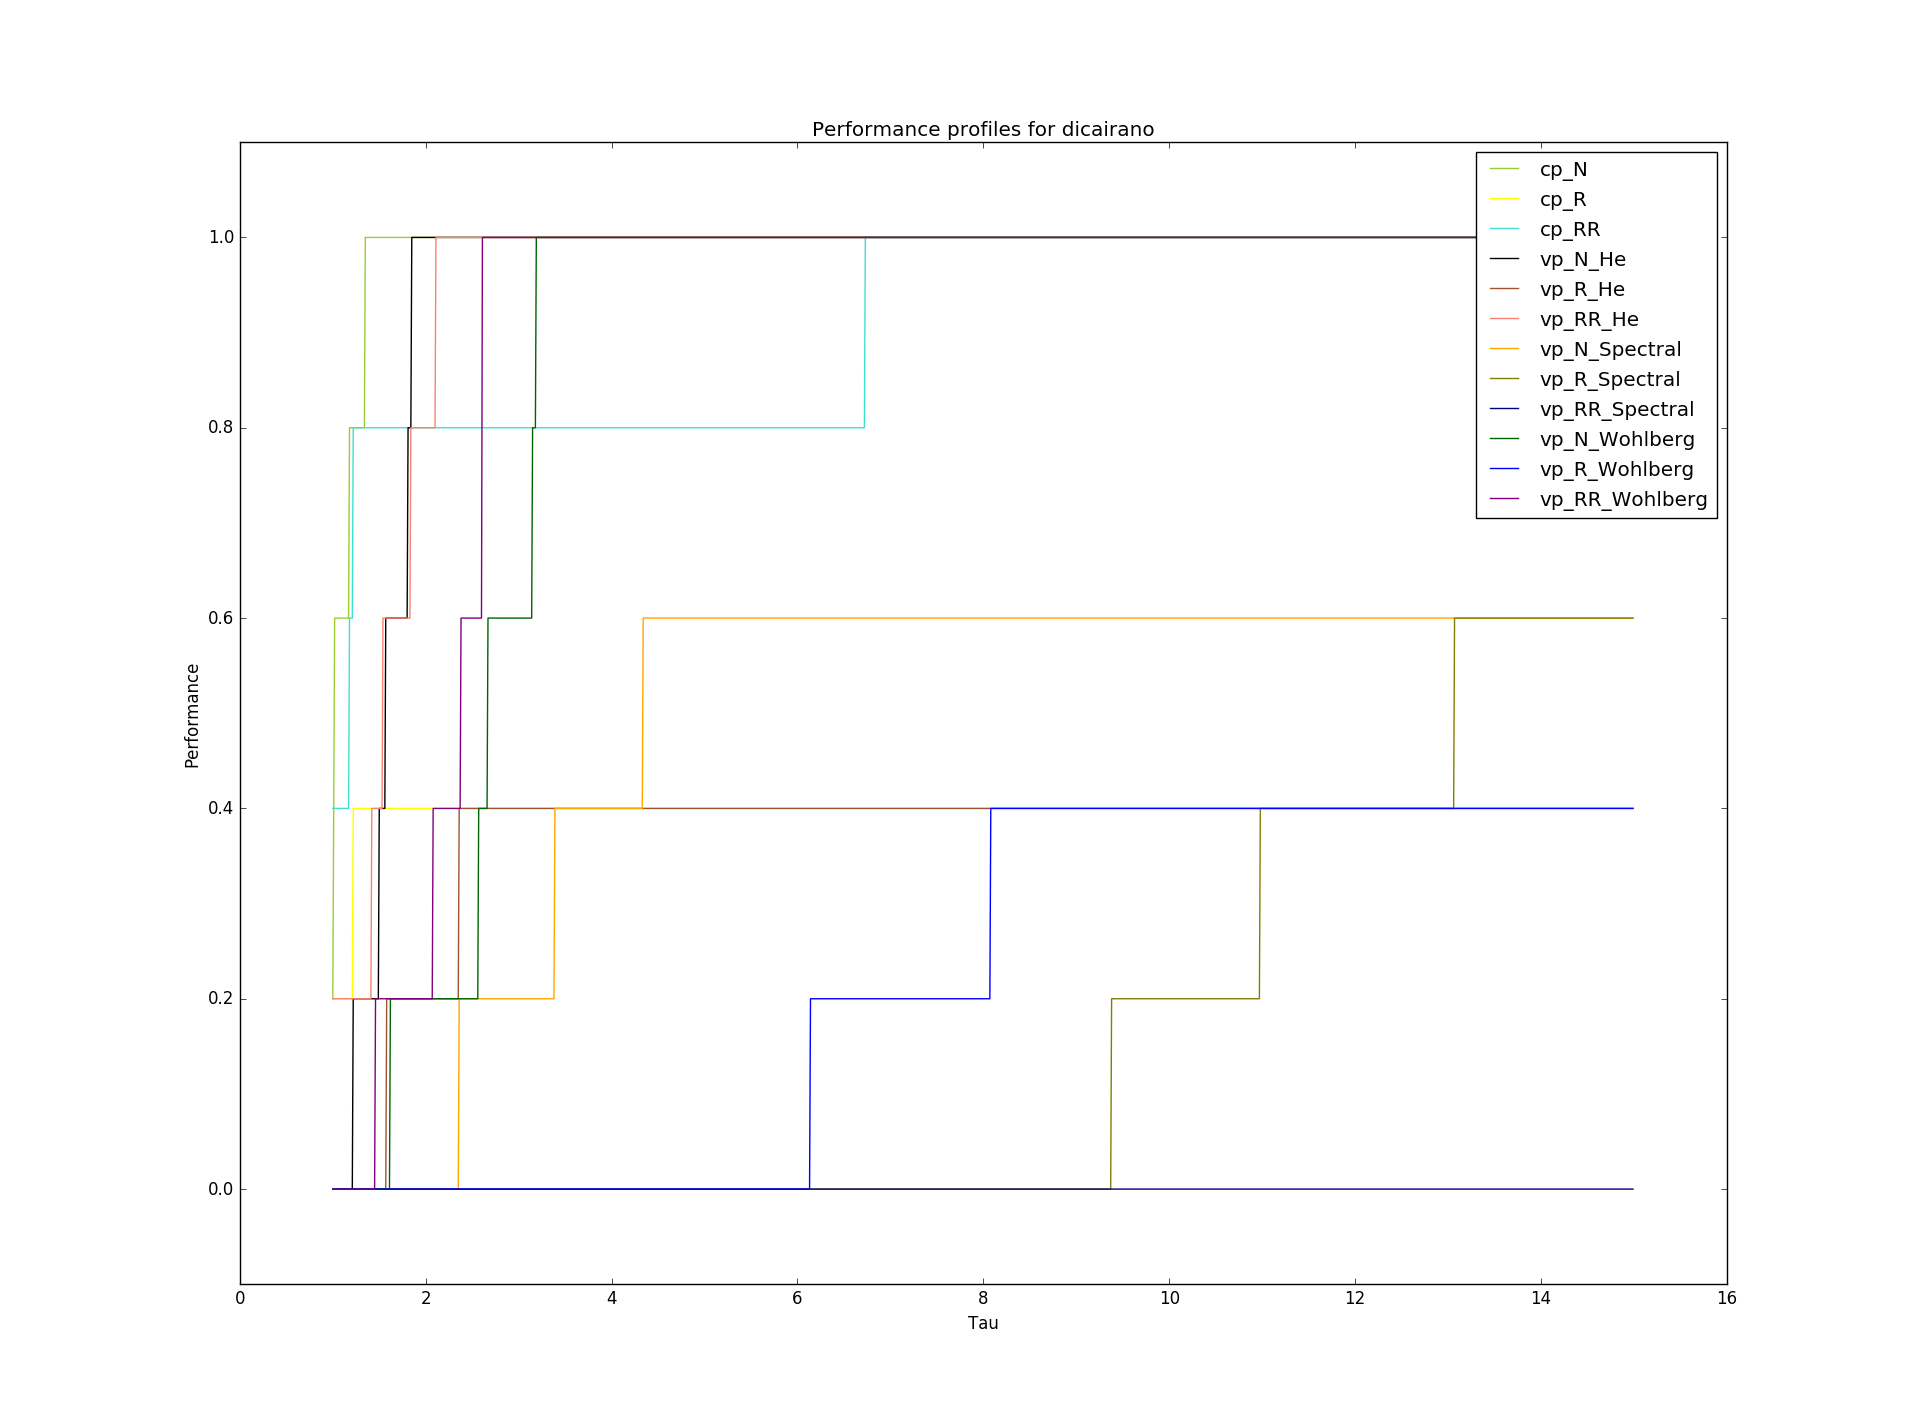 Performance profiles for dicairano
cp_N
cp_R
cp_RR
vp_N_He
vp_R_He
vp_RR_He
vp_N_Spectral
vp_R_Spectral
vp_RR_Spectral
vp_N_Wohlberg
vp_R_Wohlberg
vp_RR_Wohlberg
1.0
0.8
0.6
0.4
0.2
0.0
Performance
0 2 4 6 8 10 12 14 16
Tau